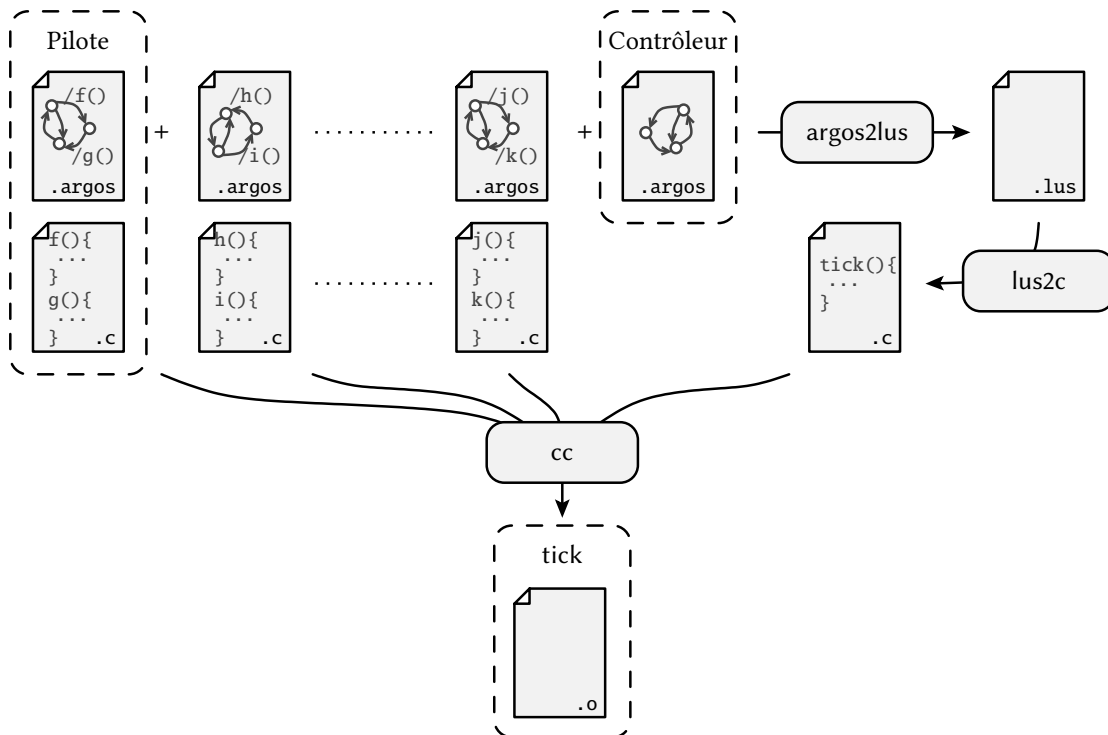 Pilote
Contrôleur
/f()
/g()
.argos
+
/h()
/i()
.argos
............
/j()
/k()
.argos
+
.argos
argos2lus
.lus
f(){
...
}
g(){
...
}
.c
h(){
...
}
i(){
...
}
.c
............
j(){
...
}
k(){
...
}
.c
tick(){
...
}
.c
lus2c
cc
tick
.o